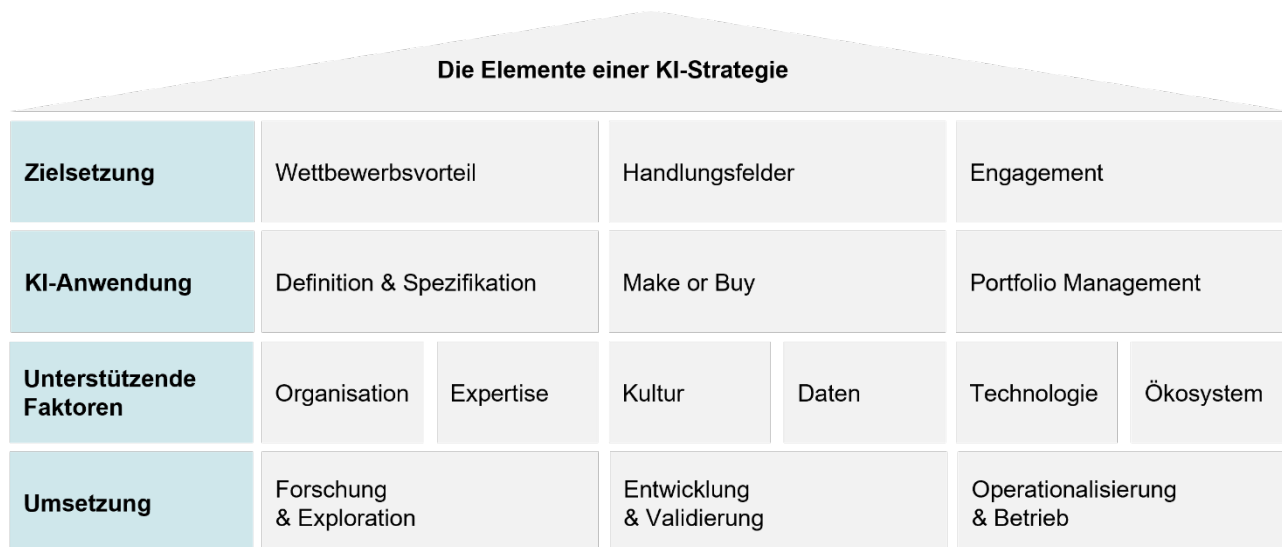 Die Elemente einer KI-Strategie
Zielsetzung
Wettbewerbsvorteil
Handlungsfelder
Engagement
KI-Anwendung
Definition & Spezifikation
Make or Buy
Portfolio Management
Unterstützende
Faktoren
Organisation
Expertise
Kultur
Daten
Technologie
Ökosystem
Umsetzung
Forschung
& Exploration
Entwicklung
& Validierung
Operationalisierung
& Betrieb